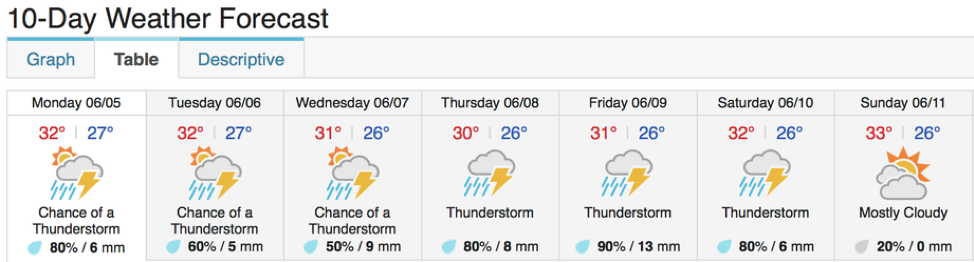 10-Day Weather Forecast
Graph Table Descriptive
Monday 06/05 Tuesday 06/06 Wednesday 06/07 Thursday 06/08 Friday 06/09 Saturday 06/10 Sunday 06/11
32° | 27° 32° | 27° 31° | 26° 30° | 26° 31° | 26° 32° | 26° 33° | 26°
Chance of a Chance of a Chance of a Thunderstorm Thunderstorm Thunderstorm Mostly Cloudy
Thunderstorm Thunderstorm Thunderstorm
80% / 6 mm 60% / 5 mm 50% / 9 mm 80% / 8 mm 90% / 13 mm 80% / 6 mm 20% / 0 mm